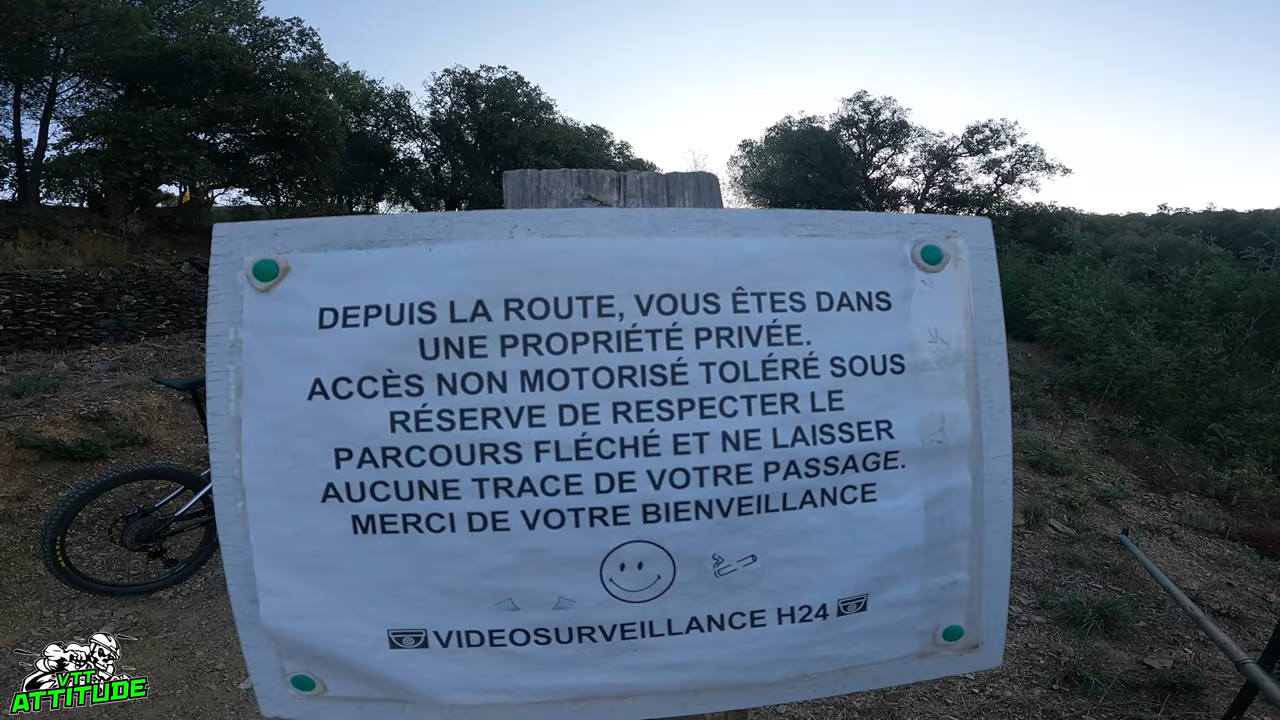 DEPUIS LA ROUTE, VOUS ÊTES DANS
UNE PROPRIÉTÉ PRIVÉE.
ACCÈS NON MOTORISÉ TOLÉRÉ SOUS
RÉSERVE DE RESPECTER LE
PARCOURS FLÉCHÉ ET NE LAISSER
AUCUNE TRACE DE VOTRE PASSAGE.
MERCI DE VOTRE BIENVEILLANCE
VIDEOSURVEILLANCE H24
VTT
ATTITUDE